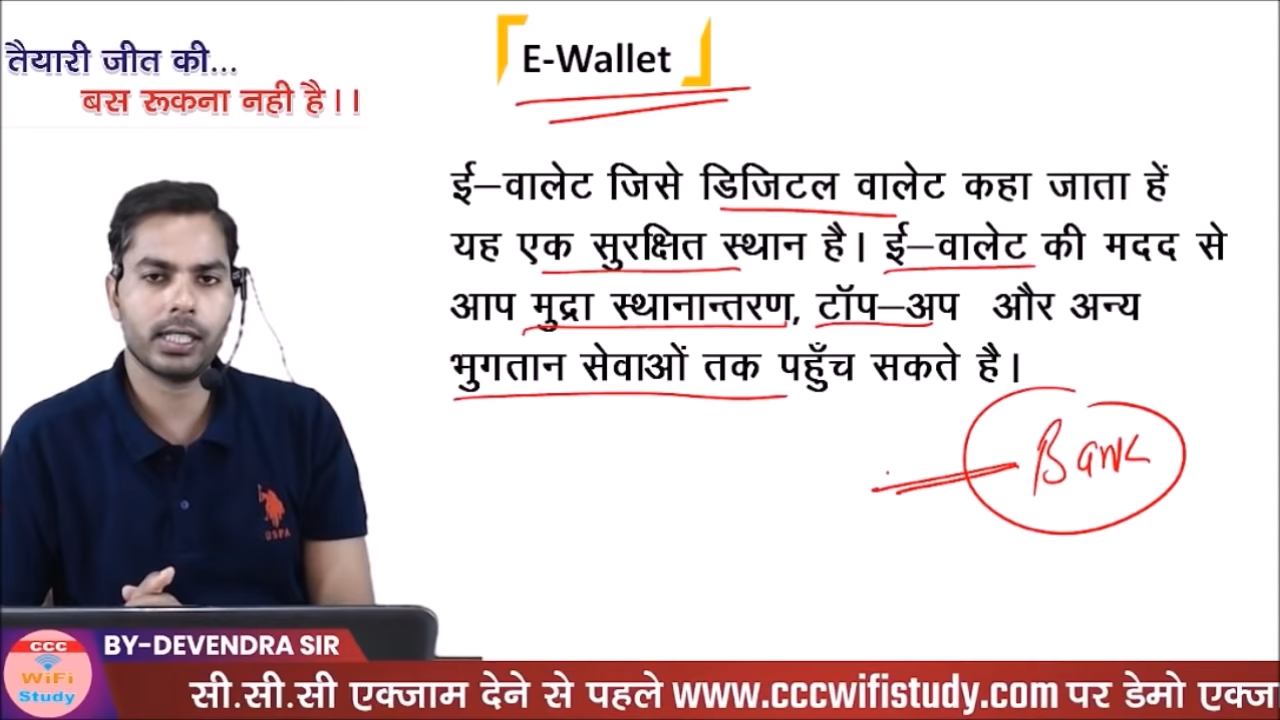 तैयारी जीत की...
बस रूकना नही है।।
E-Wallet
ई–वालेट जिसे डिजिटल वालेट कहा जाता हें
यह एक सुरक्षित स्थान है। ई–वालेट की मदद से
आप मुद्रा स्थानान्तरण, टॉप–अप और अन्य
भुगतान सेवाओं तक पहुँच सकते है।
Bank
USPA
BY-DEVENDRA SIR
CCC
WiFi
Study
सी.सी.सी एक्जाम देने से पहले www.cccwifistudy.com पर डेमो एक्ज